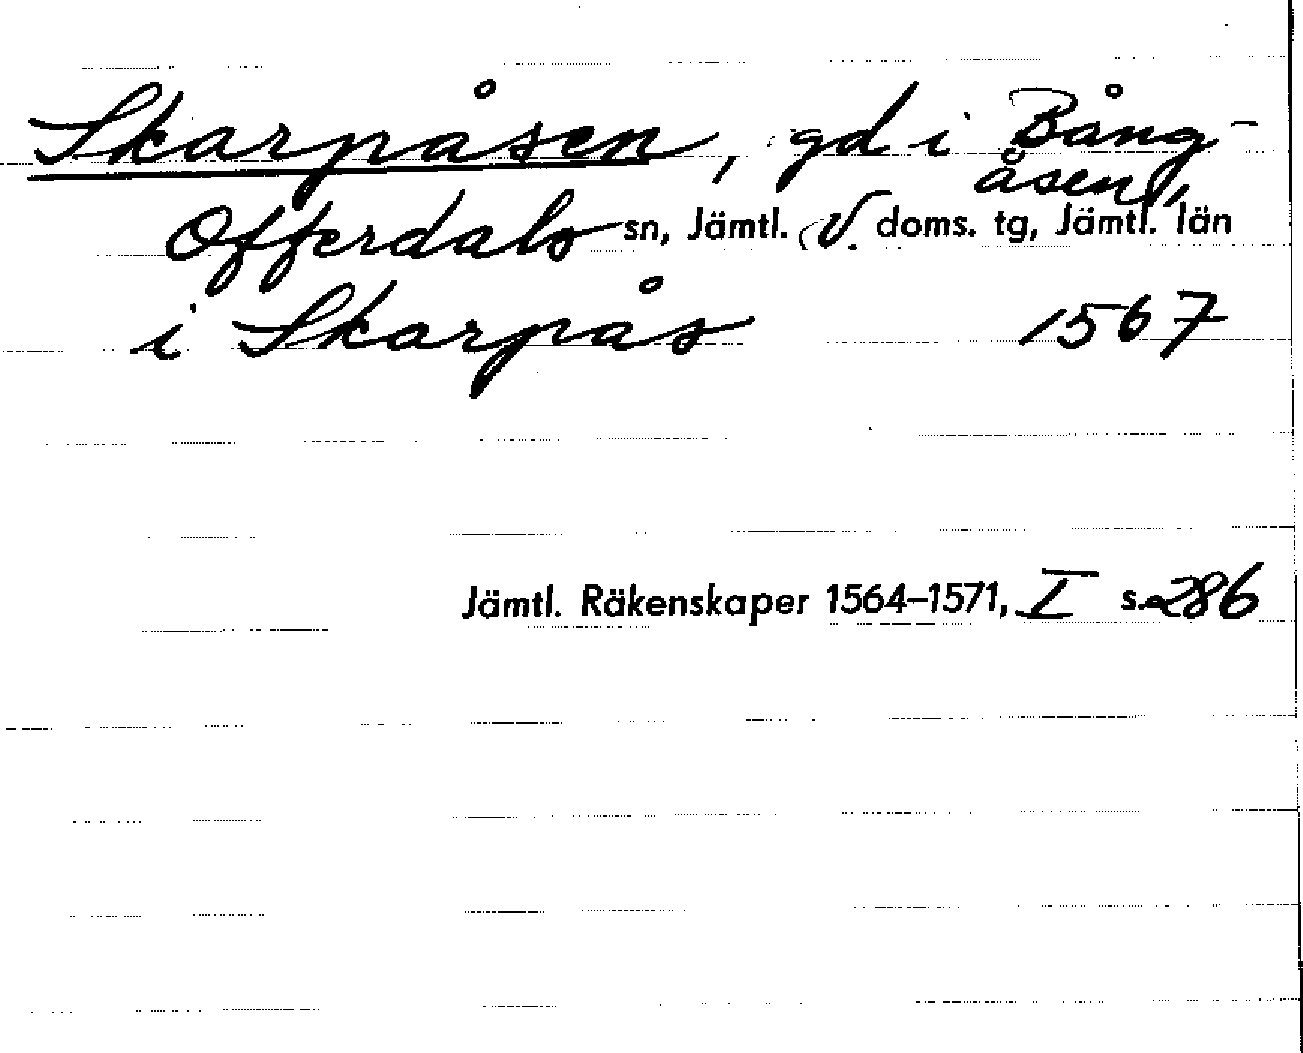 Skarpåsen, gd i Bång-
åsen,
Offerdals sn, Jämtl. v. doms. tg, Jämtl. län
i Skarpås 1567
Jämtl. Räkenskaper 1564–1571, I s. 286